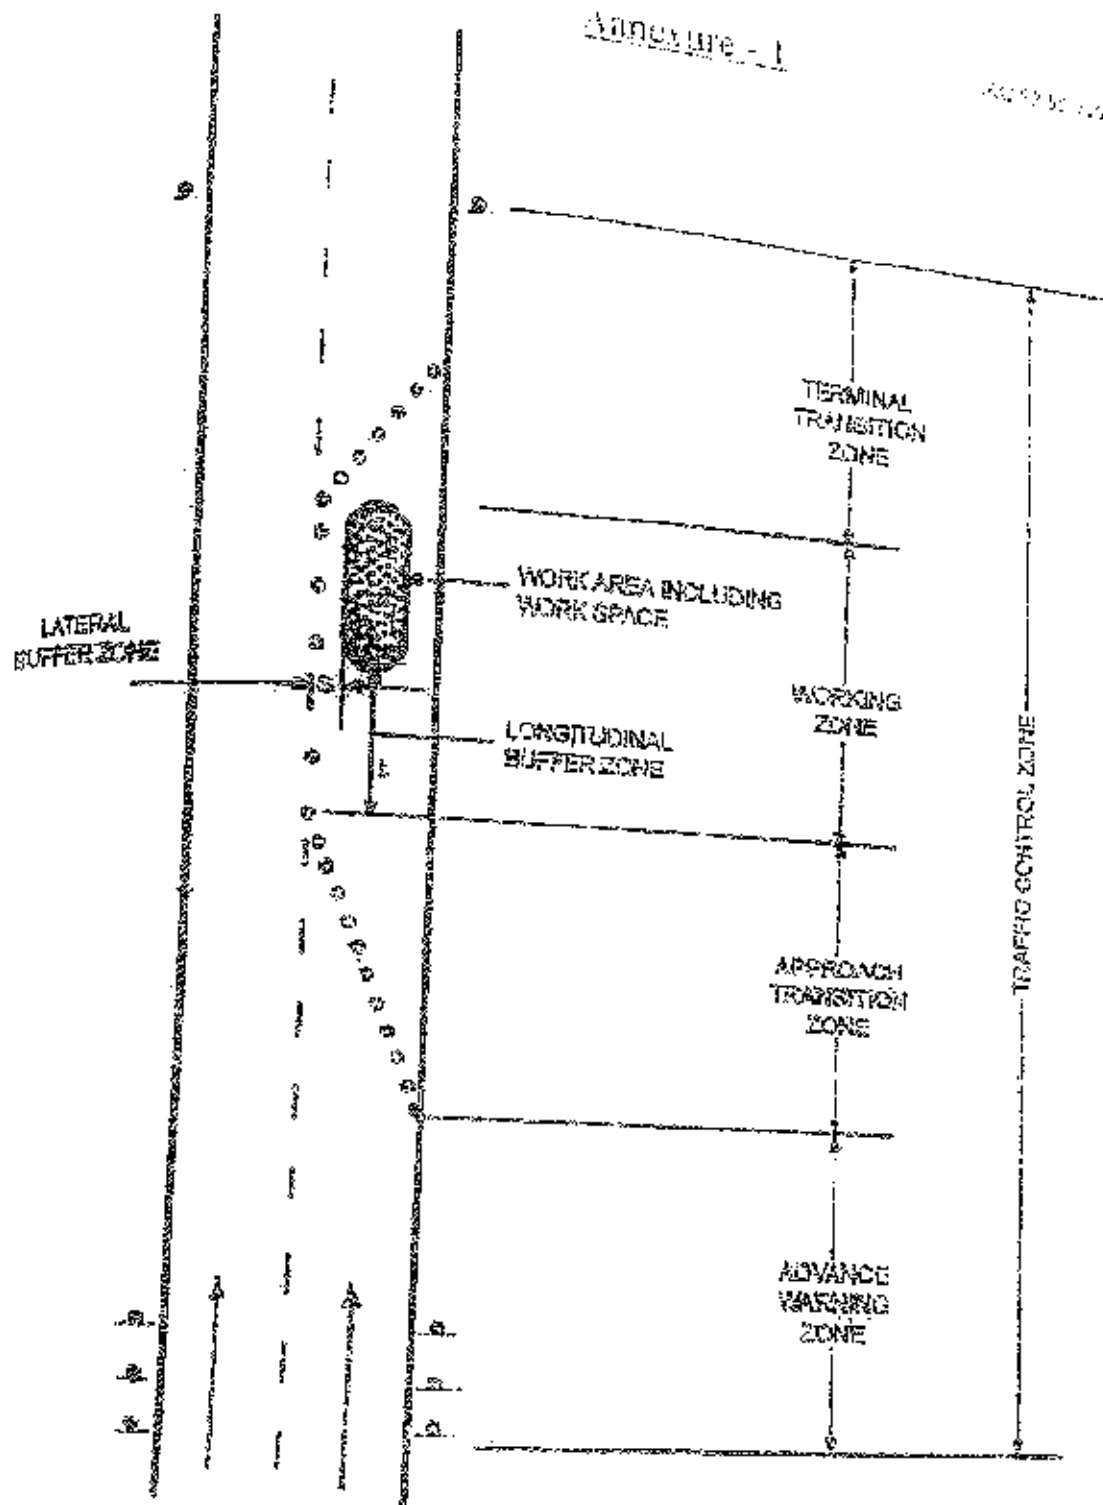 Annexure - 1
TERMINAL
TRANSITION
ZONE
WORK AREA INCLUDING
WORK SPACE
LATERAL
BUFFER ZONE
WORKING
ZONE
LONGITUDINAL
BUFFER ZONE
TRAFFIC CONTROL ZONE
APPROACH
TRANSITION
ZONE
ADVANCE
WARNING
ZONE